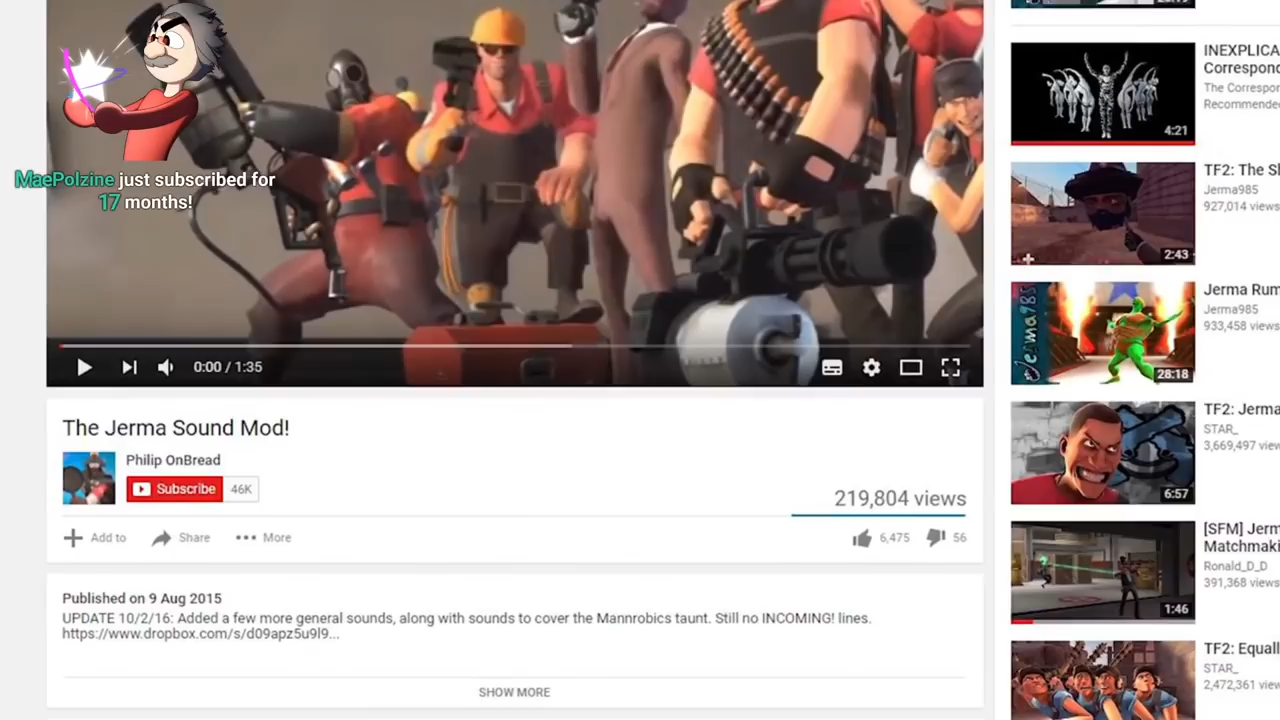 MaePolzine just subscribed for
17 months!
0:00 / 1:35
The Jerma Sound Mod!
Philip OnBread
Subscribe 46K
219,804 views
Add to Share More
6,475 56
Published on 9 Aug 2015
UPDATE 10/2/16: Added a few more general sounds, along with sounds to cover the Mannrobics taunt. Still no INCOMING! lines.
https://www.dropbox.com/s/d09apz5u9l9...
SHOW MORE
INEXPLICA
Correspond
The Correspor
Recommende
4:21
TF2: The
Jerma985
927,014 views
2:43
Jerma Rum
Jerma985
933,458 views
Jerma985
28:18
TF2: Jerma
STAR_
3,669,497
6:57
[SFM] Jerm
Matchmaki
Ronald_D_D
391,368 views
1:46
TF2: Equall
STAR_
2,472,361